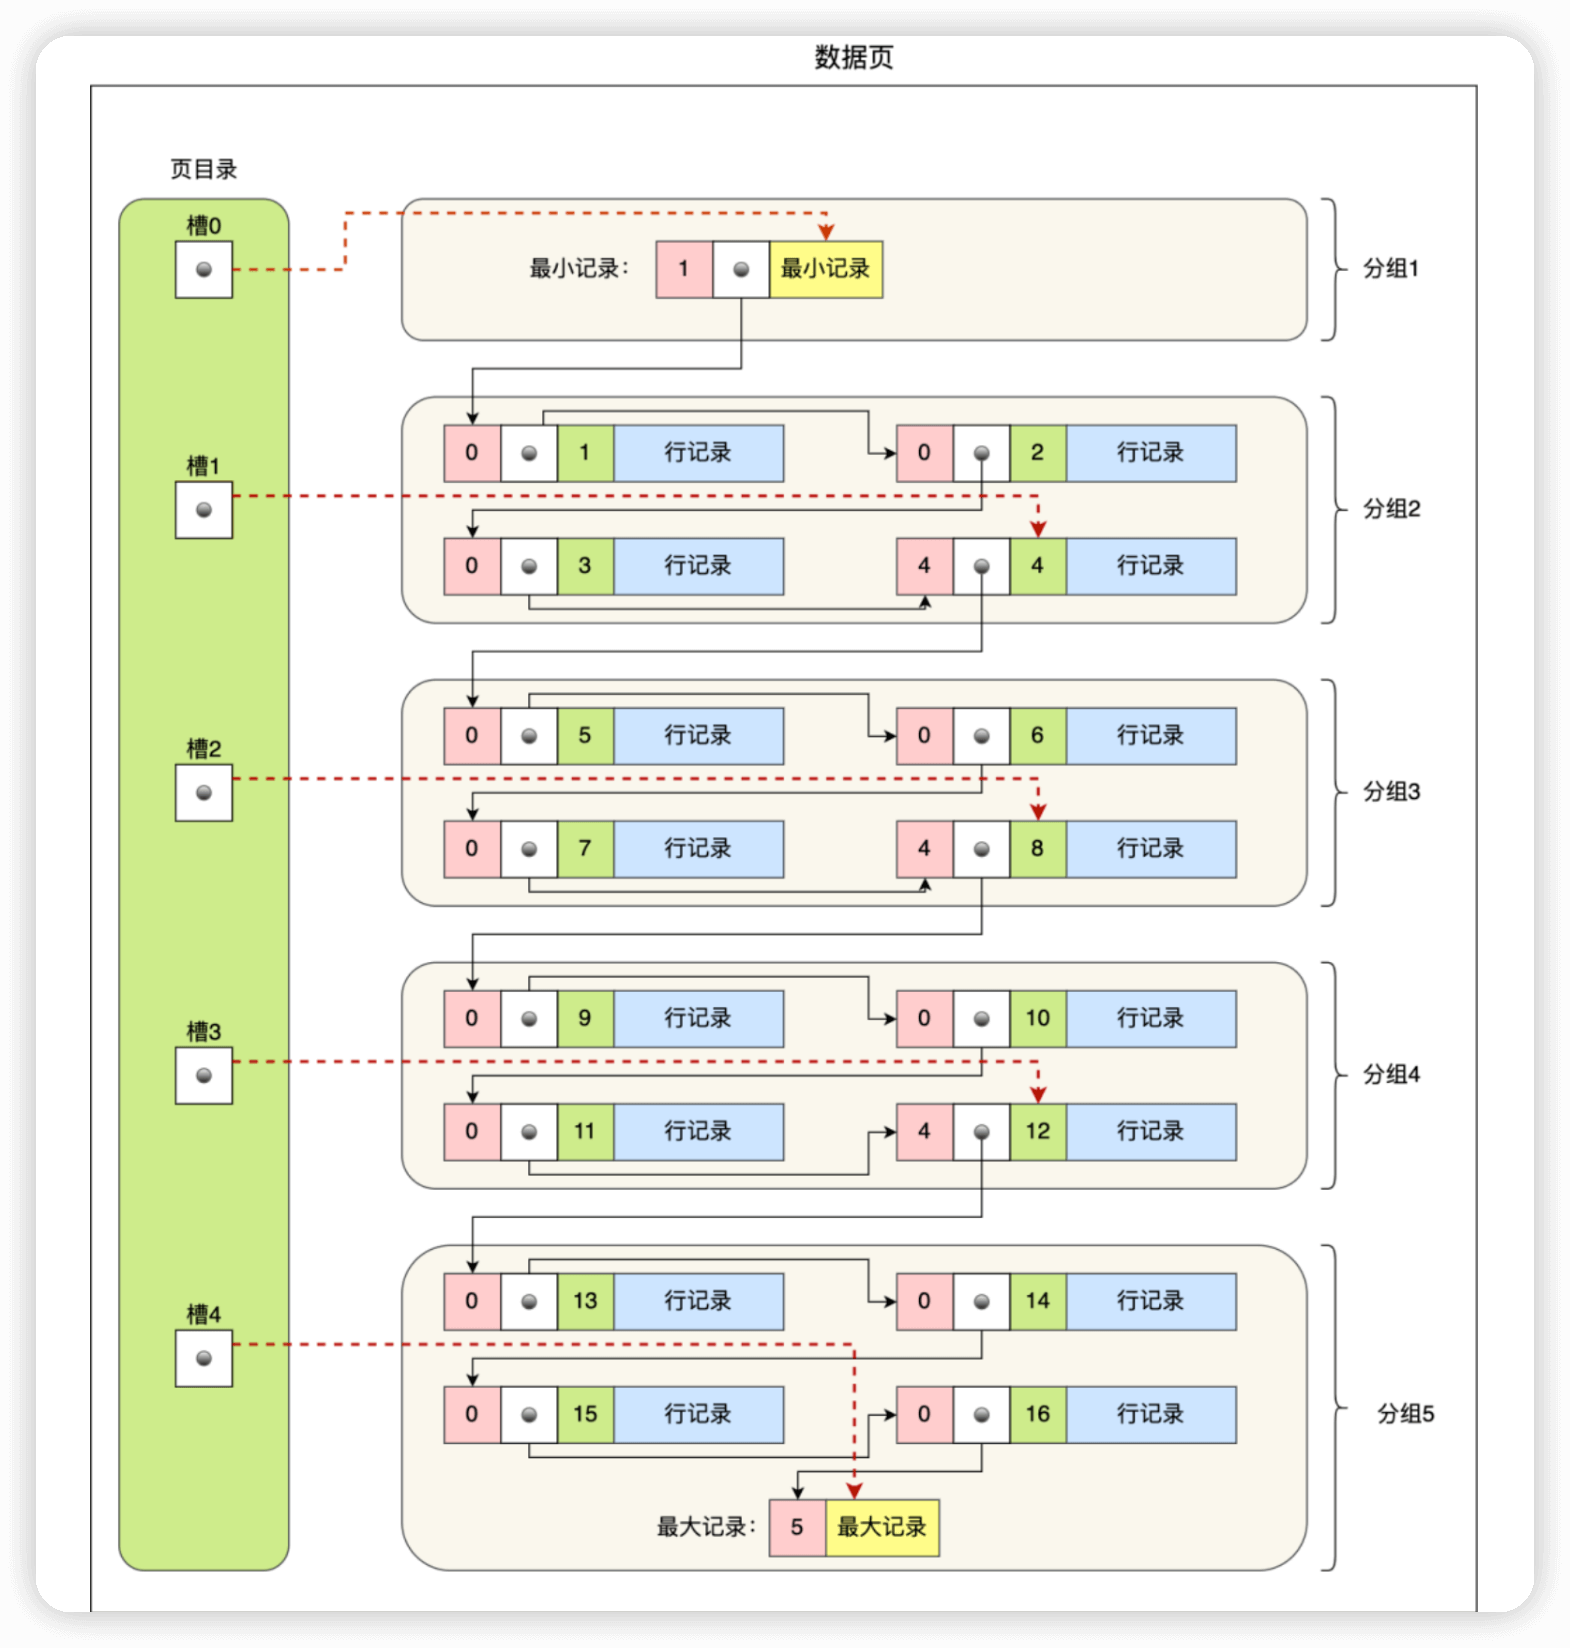 数据页
页目录
槽0
最小记录： 1 最小记录 分组1
0 1 行记录 0 2 行记录
槽1
分组2
0 3 行记录 4 4 行记录
0 5 行记录 0 6 行记录
槽2
分组3
0 7 行记录 4 8 行记录
0 9 行记录 0 10 行记录
槽3
分组4
0 11 行记录 4 12 行记录
0 13 行记录 0 14 行记录
槽4
0 15 行记录 0 16 行记录 分组5
最大记录： 5 最大记录